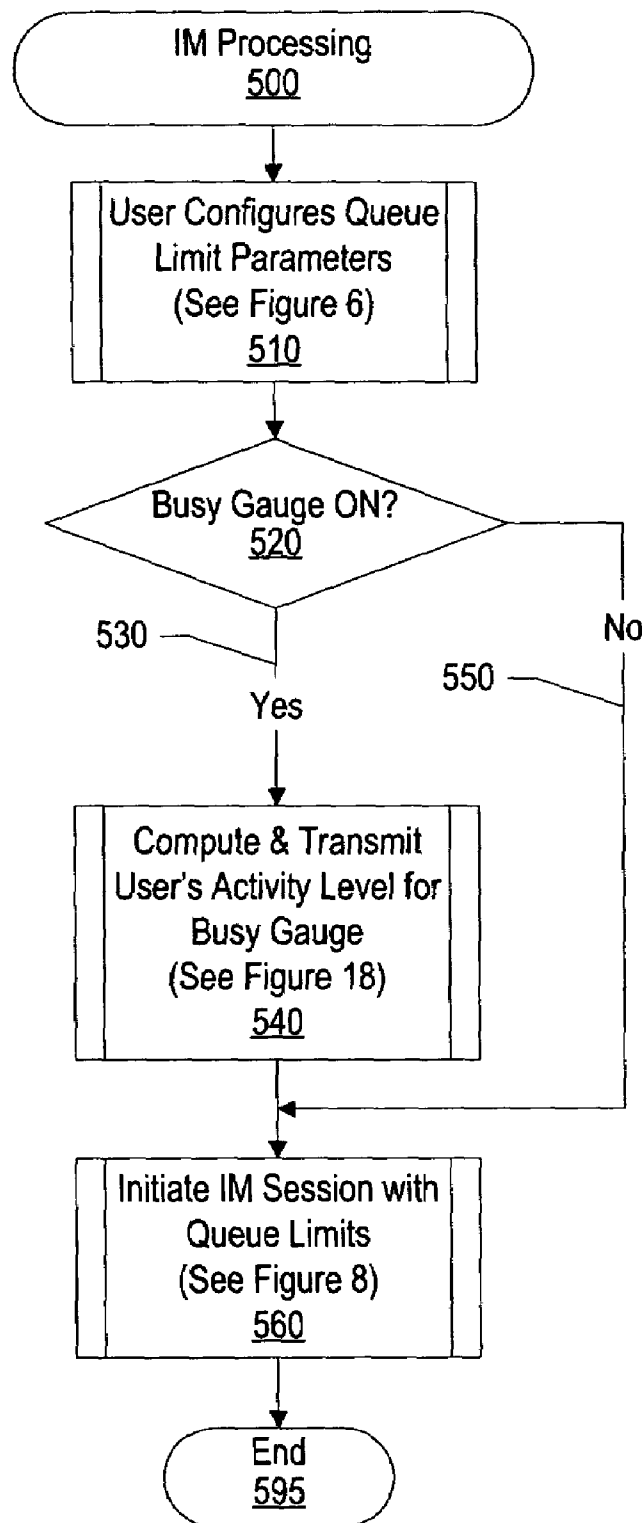 IM Processing
500
User Configures Queue
Limit Parameters
(See Figure 6)
510
Busy Gauge ON?
520
530
No
550
Yes
Compute & Transmit
User's Activity Level for
Busy Gauge
(See Figure 18)
540
Initiate IM Session with
Queue Limits
(See Figure 8)
560
End
595